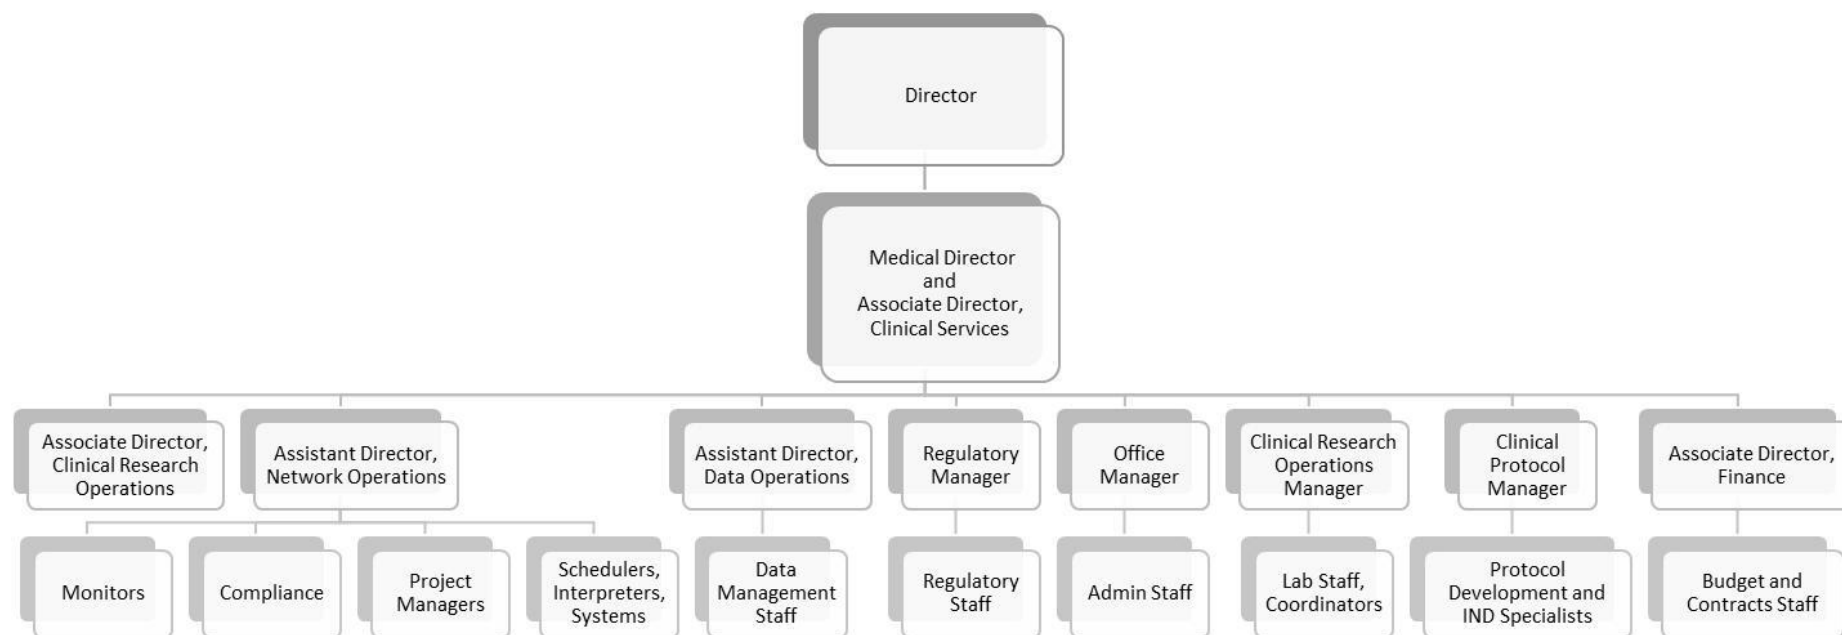 Director
Medical Director
and
Associate Director,
Clinical Services
Associate Director,
Clinical Research
Operations
Assistant Director,
Network Operations
Assistant Director,
Data Operations
Regulatory
Manager
Office
Manager
Clinical Research
Operations
Manager
Clinical
Protocol
Manager
Associate Director,
Finance
Monitors
Compliance
Project
Managers
Schedulers,
Interpreters,
Systems
Data
Management
Staff
Regulatory
Staff
Admin Staff
Lab Staff,
Coordinators
Protocol
Development and
IND Specialists
Budget and
Contracts Staff